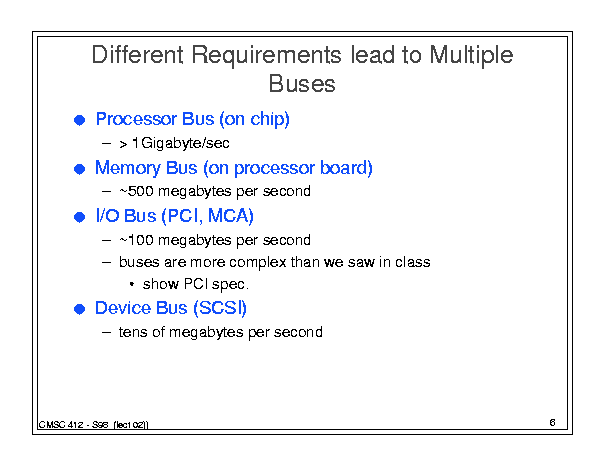 Different Requirements lead to Multiple
Buses
● Processor Bus (on chip)
– > 1Gigabyte/sec
● Memory Bus (on processor board)
– ~500 megabytes per second
● I/O Bus (PCI, MCA)
– ~100 megabytes per second
– buses are more complex than we saw in class
• show PCI spec.
● Device Bus (SCSI)
– tens of megabytes per second
CMSC 412 - S98 (lect 02))
6